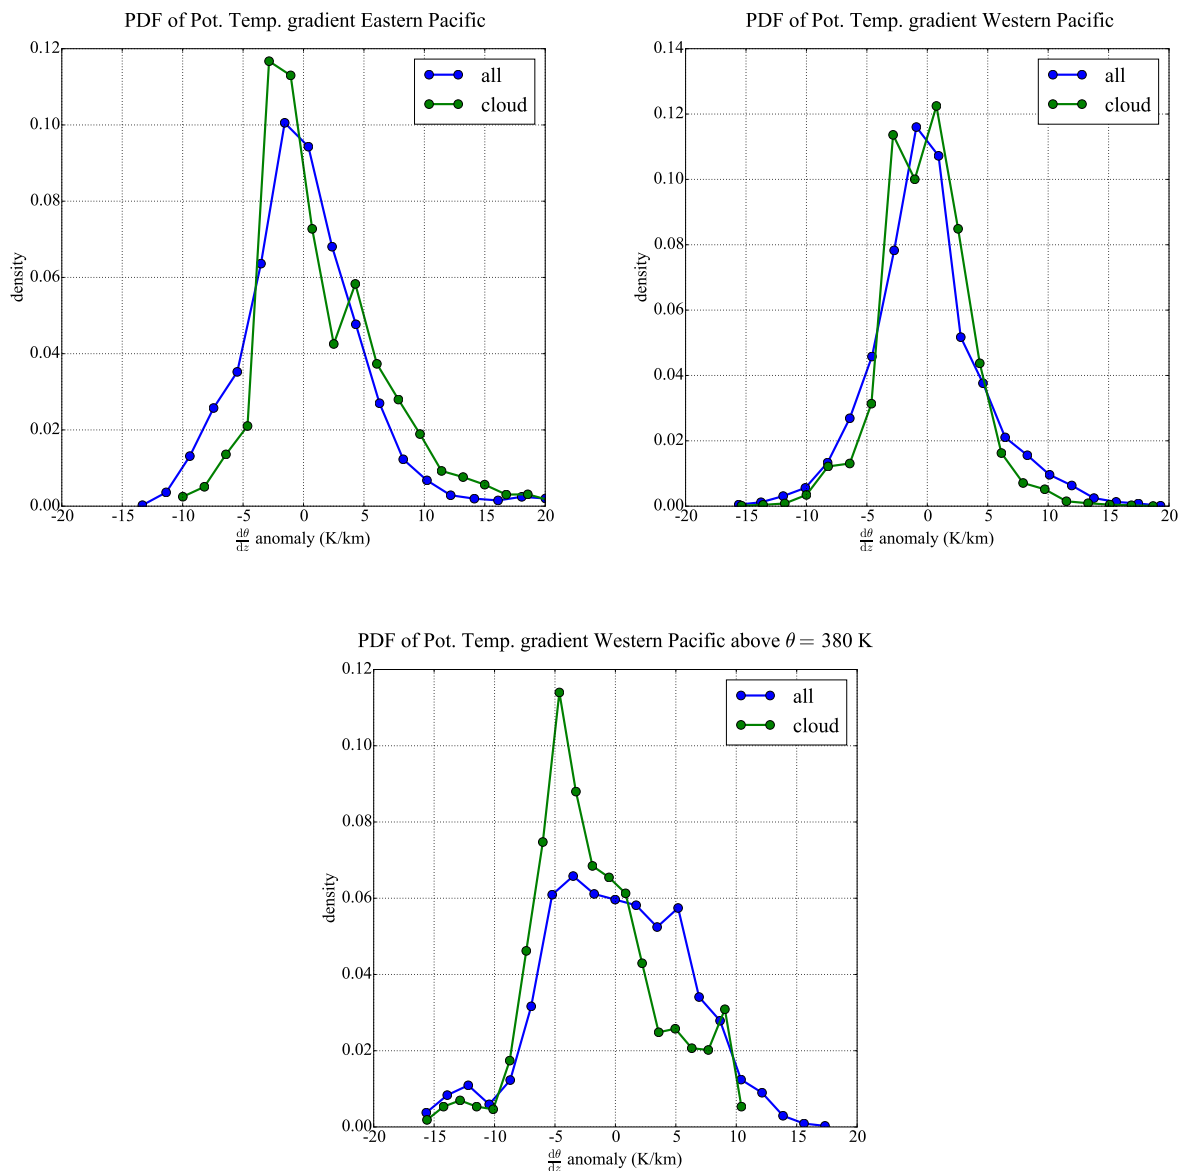 PDF of Pot. Temp. gradient Eastern Pacific
0.12
0.10
0.08
0.06
0.04
0.02
0.00
density
-20 -15 -10 -5 0 5 10 15 20
dθ/dz anomaly (K/km)
all
cloud
PDF of Pot. Temp. gradient Western Pacific
0.14
0.12
0.10
0.08
0.06
0.04
0.02
0.00
density
-20 -15 -10 -5 0 5 10 15 20
dθ/dz anomaly (K/km)
all
cloud
PDF of Pot. Temp. gradient Western Pacific above θ = 380 K
0.12
0.10
0.08
0.06
0.04
0.02
0.00
density
-20 -15 -10 -5 0 5 10 15 20
dθ/dz anomaly (K/km)
all
cloud